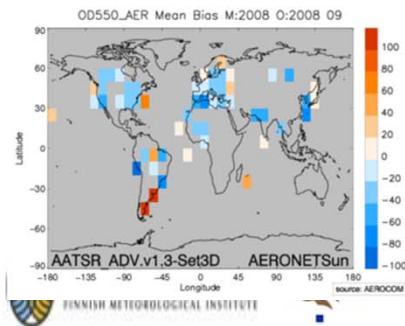 OD550_AER Mean Bias M:2008 O:2008 09
90
60
30
0
−30
−60
−90
Latitude
−180 −135 −90 −45 0 45 90 135 180
Longitude
100
80
60
40
20
0
−20
−40
−60
−80
−100
AATSR_ADV.v1.3-Set3D AERONETSun
source: AEROCOM
FINNISH METEOROLOGICAL INSTITUTE